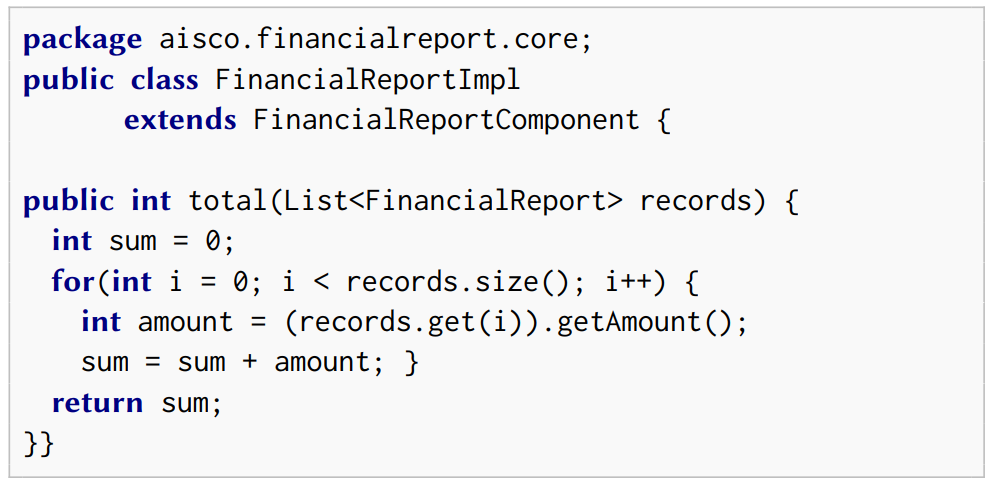 package aisco.financialreport.core;
public class FinancialReportImpl
extends FinancialReportComponent {
public int total(List<FinancialReport> records) {
int sum = 0;
for(int i = 0; i < records.size(); i++) {
int amount = (records.get(i)).getAmount();
sum = sum + amount; }
return sum;
}}